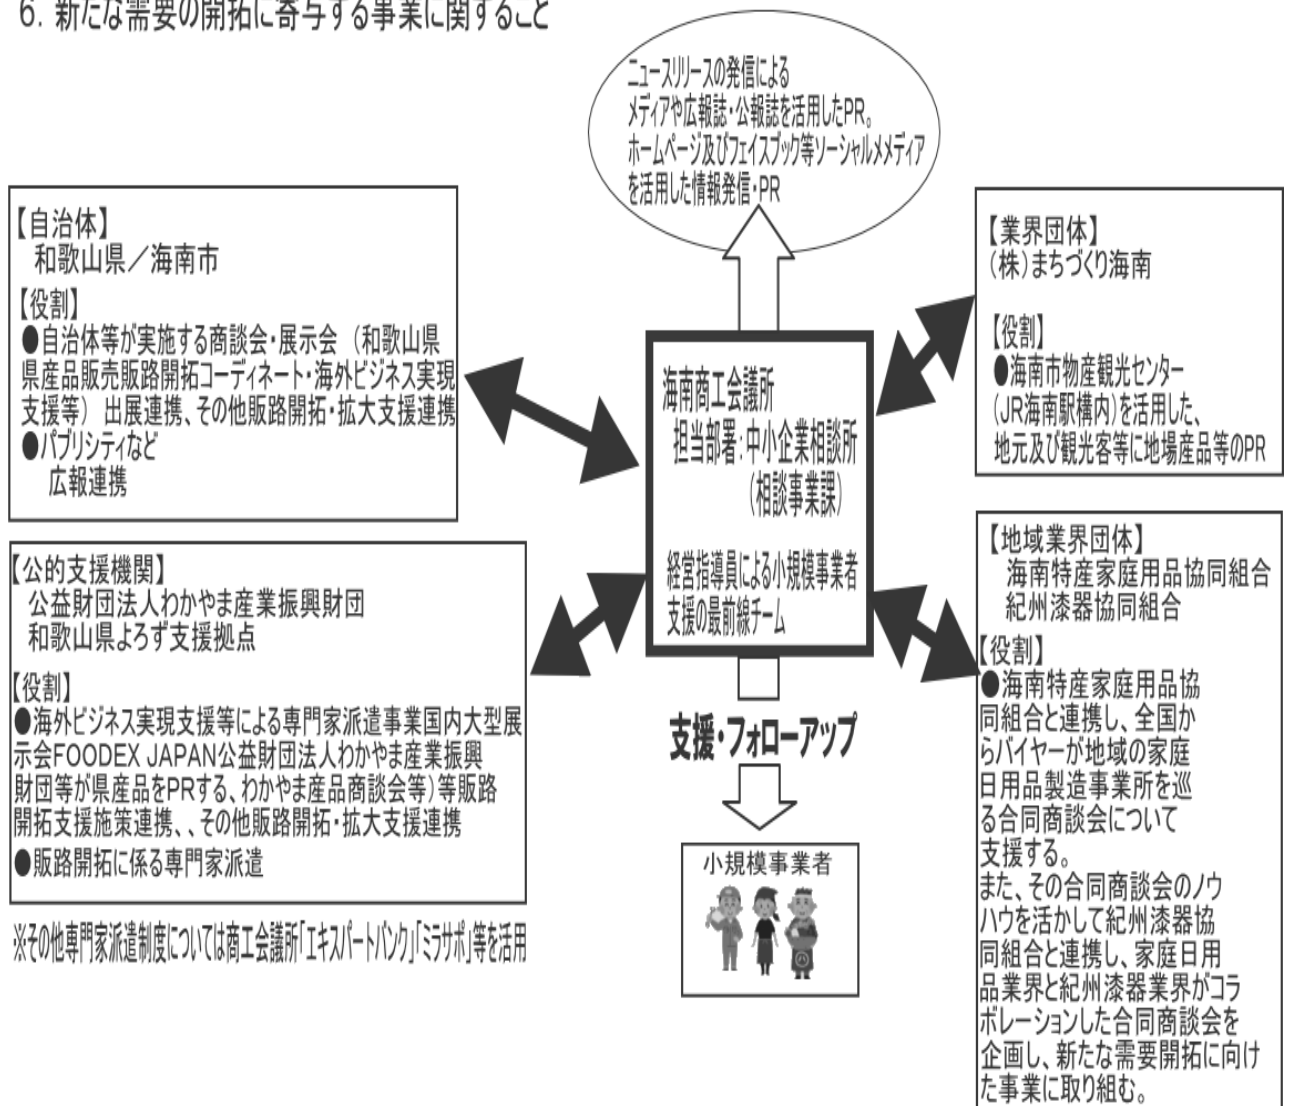 6. 新たな需要の開拓に寄与する事業に関すること
ニュースリリースの発信による
メディアや広報誌・公報誌を活用したPR。
ホームページ及びフェイスブック等ソーシャルメメディア
を活用した情報発信・PR
【自治体】
和歌山県／海南市
【役割】
●自治体等が実施する商談会・展示会（和歌山県
県産品販売販路開拓コーディネート・海外ビジネス実現
支援等） 出展連携、その他販路開拓・拡大支援連携
●パブリシティなど
広報連携
【公的支援機関】
公益財団法人わかやま産業振興財団
和歌山県よろず支援拠点
【役割】
●海外ビジネス実現支援等による専門家派遣事業国内大型展
示会FOODEX JAPAN公益財団法人わかやま産業振興
財団等が県産品をPRする、わかやま産品商談会等）等販路
開拓支援施策連携、、その他販路開拓・拡大支援連携
●販路開拓に係る専門家派遣
※その他専門家派遣制度については商工会議所「エキスパートバンク」「ミラサポ」等を活用
海南商工会議所
担当部署・中小企業相談所
（相談事業課）
経営指導員による小規模事業者
支援の最前線チーム
支援・フォローアップ
小規模事業者
【業界団体】
（株）まちづくり海南
【役割】
●海南市物産観光センター
（JR海南駅構内）を活用した、
地元及び観光客等に地場産品等のPR
【地域業界団体】
海南特産家庭用品協同組合
紀州漆器協同組合
【役割】
●海南特産家庭用品協
同組合と連携し、全国か
らバイヤーが地域の家庭
日用品製造事業所を巡
る合同商談会について
支援する。
また、その合同商談会のノウ
ハウを活かして紀州漆器協
同組合と連携し、家庭日用
品業界と紀州漆器業界がコラ
ボレーションした合同商談会を
企画し、新たな需要開拓に向け
た事業に取り組む。